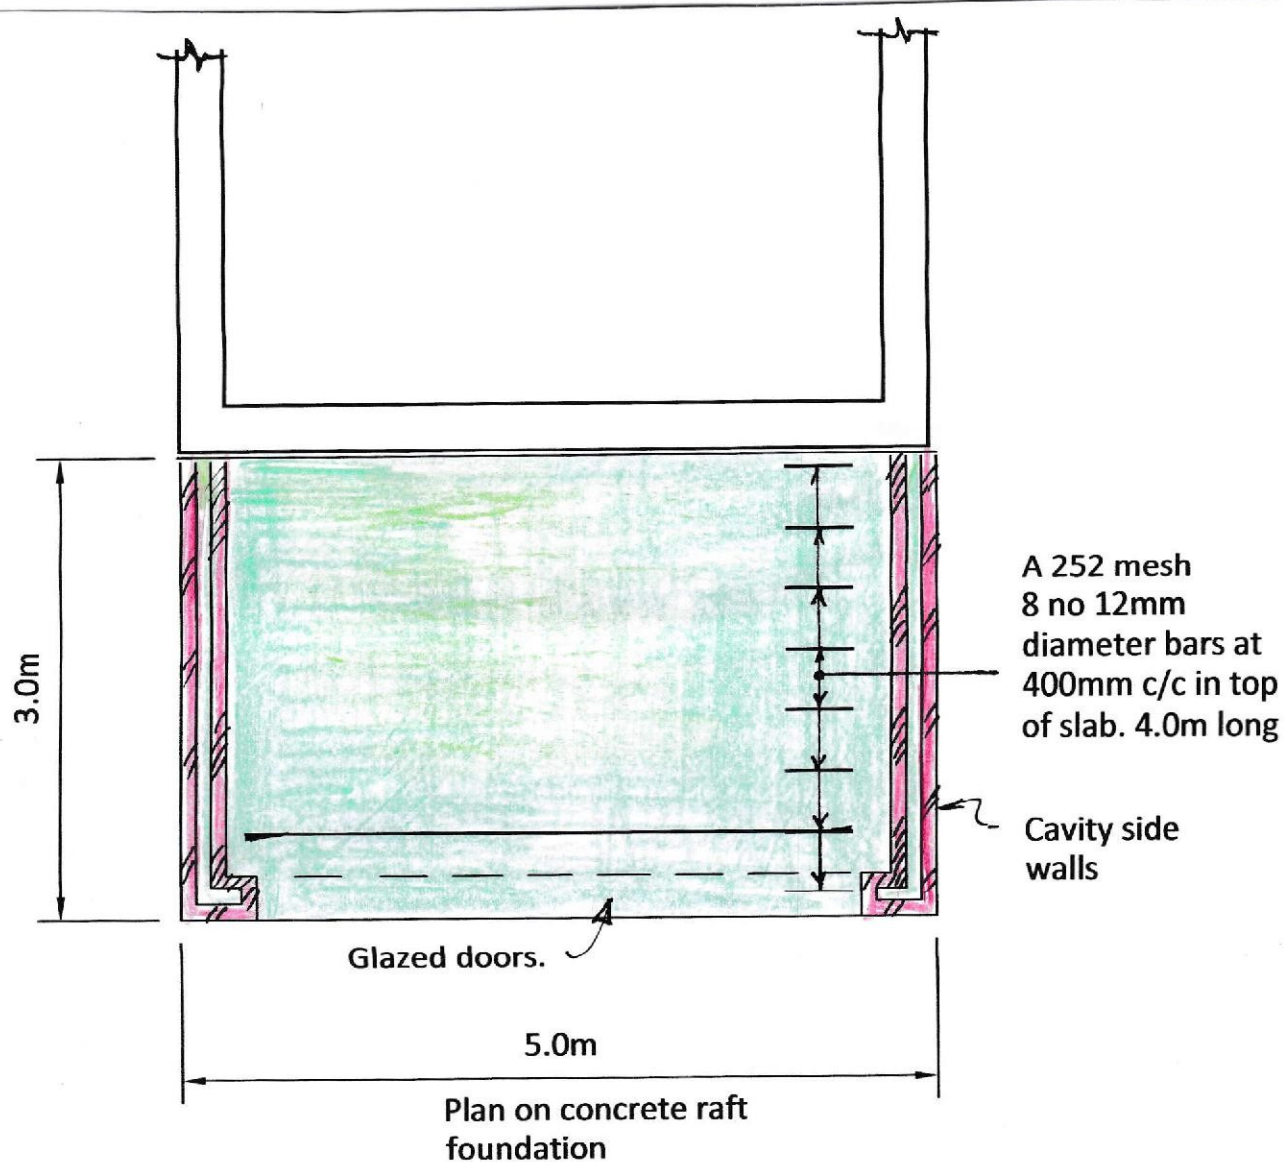 3.0m
A 252 mesh
8 no 12mm
diameter bars at
400mm c/c in top
of slab. 4.0m long
Cavity side
walls
Glazed doors.
5.0m
Plan on concrete raft
foundation